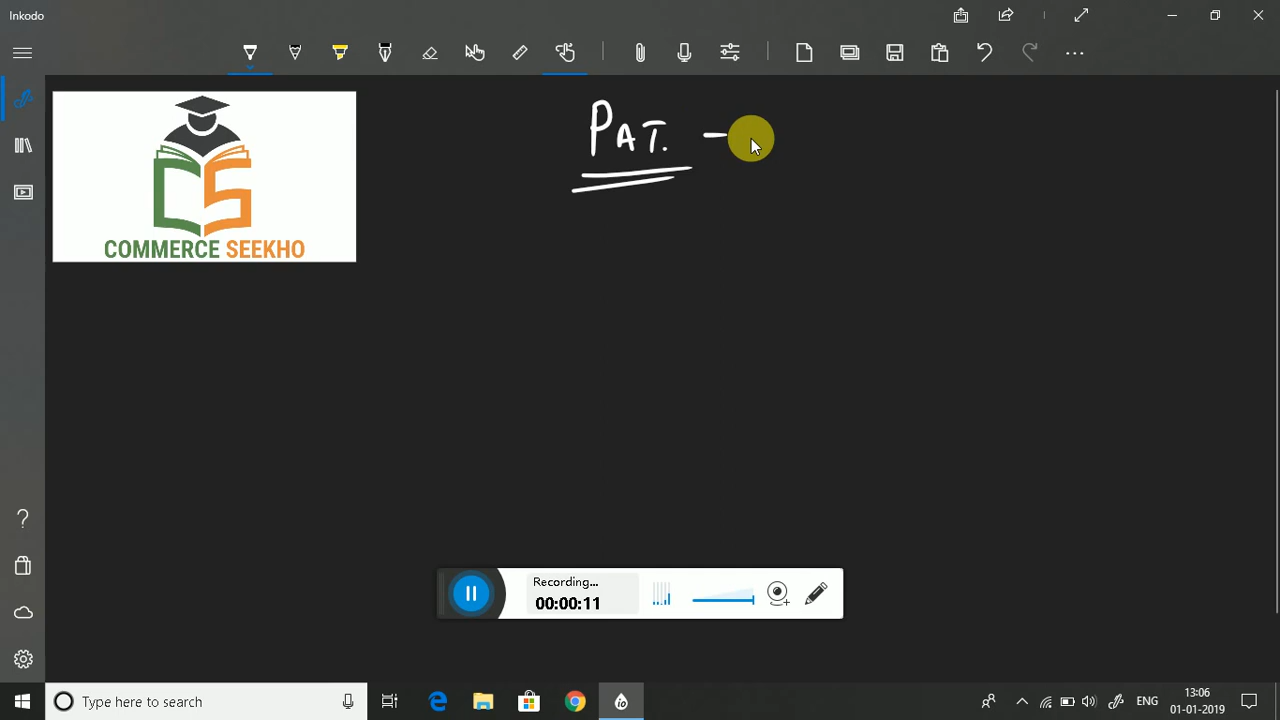 Inkodo
PAT. -
COMMERCE SEEKHO
Recording...
00:00:11
Type here to search
ENG
13:06
01-01-2019